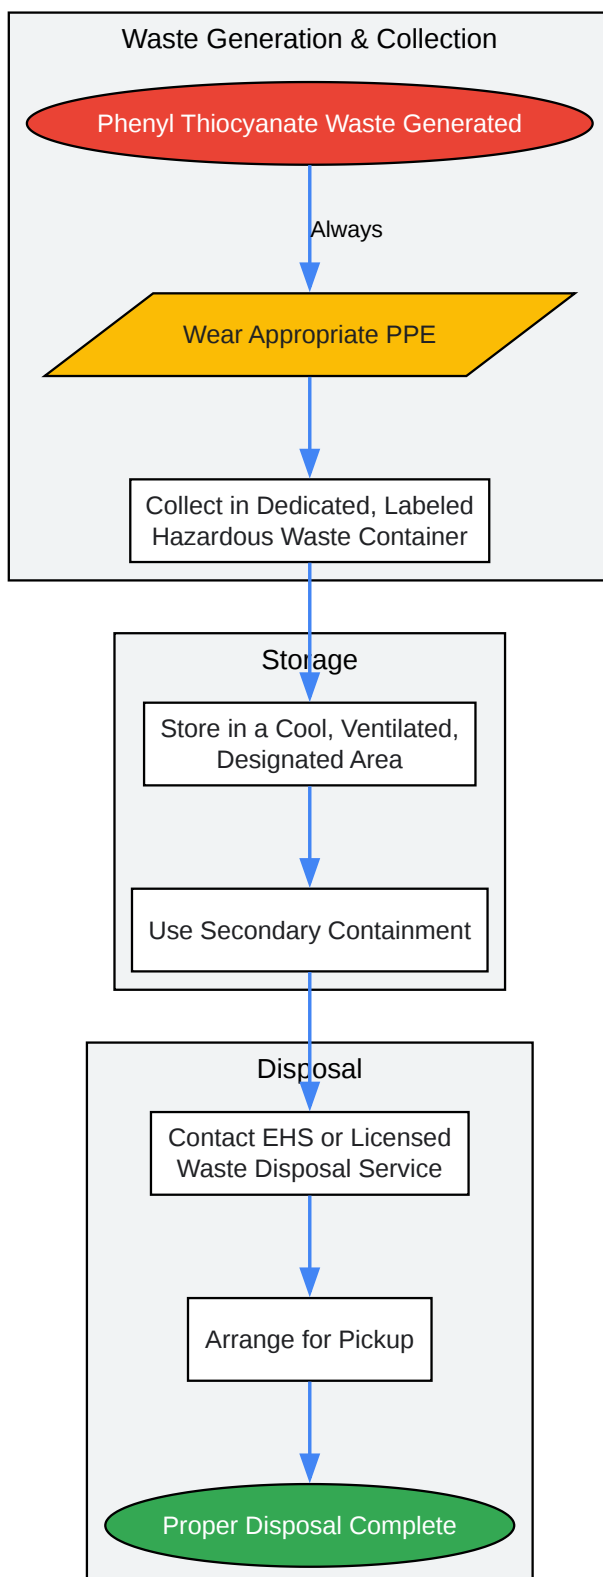 Waste Generation & Collection
Phenyl Thiocyanate Waste Generated
Always
Wear Appropriate PPE
Collect in Dedicated, Labeled
Hazardous Waste Container
Storage
Store in a Cool, Ventilated,
Designated Area
Use Secondary Containment
Disposal
Contact EHS or Licensed
Waste Disposal Service
Arrange for Pickup
Proper Disposal Complete